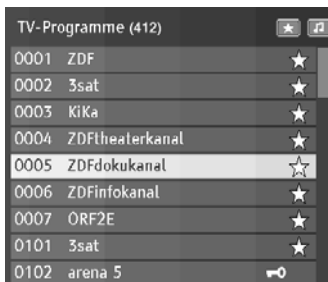 TV-Programme (412)
0001 ZDF
0002 3sat
0003 KiKa
0004 ZDFtheaterkanal
0005 ZDFdokukanal
0006 ZDFinfokanal
0007 ORF2E
0101 3sat
0102 arena 5